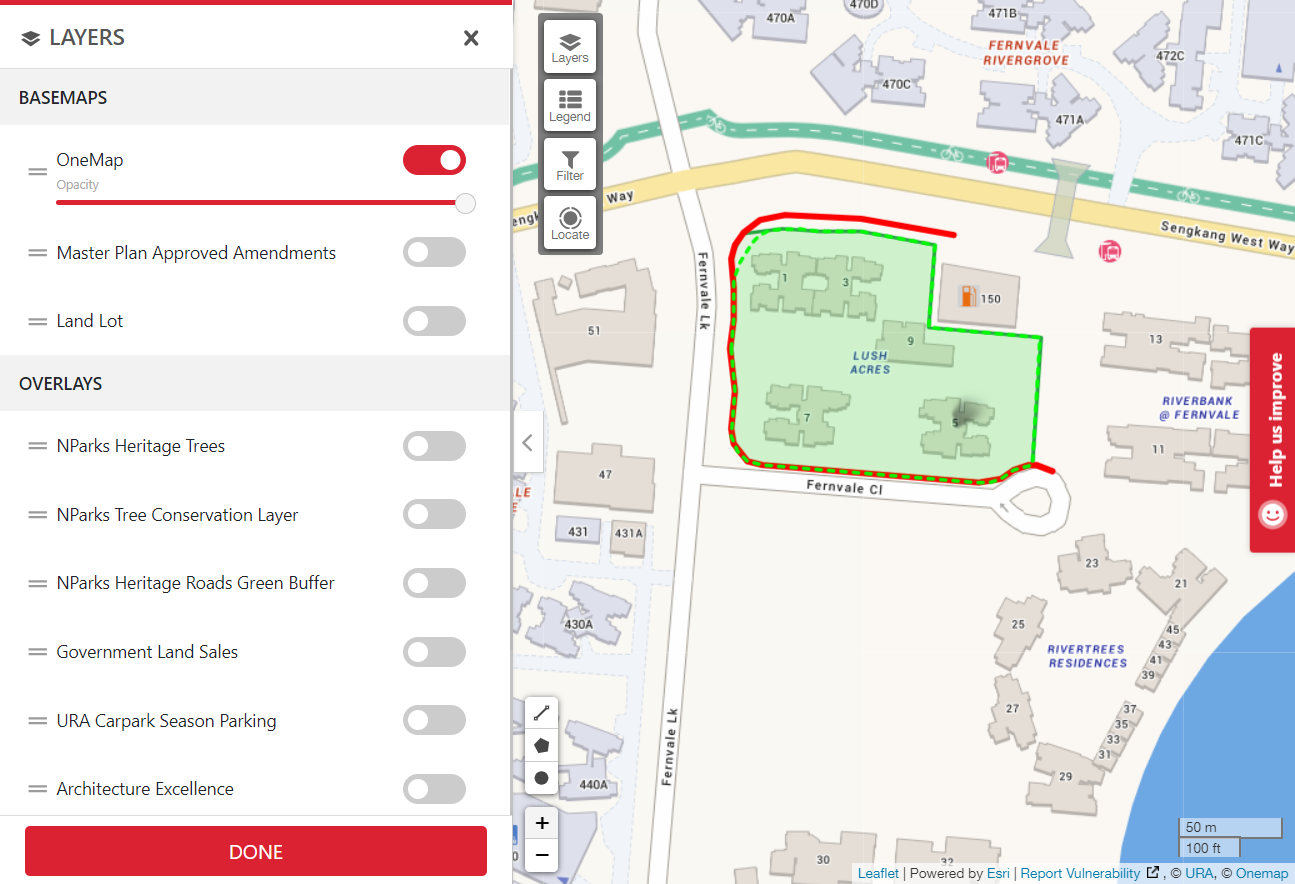 LAYERS
BASEMAPS
OneMap
Opacity
Master Plan Approved Amendments
Land Lot
OVERLAYS
NParks Heritage Trees
NParks Tree Conservation Layer
NParks Heritage Roads Green Buffer
Government Land Sales
URA Carpark Season Parking
Architecture Excellence
DONE
Layers
Legend
Filter
Locate
470A
470D
471B
FERNVALE
RIVERGROVE
472C
470C
471A
471C
Way
Sengkang West Way
Fernvale Lk
1
3
150
51
9
LUSH
ACRES
13
7
5
RIVERBANK
@ FERNVALE
11
47
Fernvale Cl
431
431A
430A
23
21
25
45
43
41
39
RIVERTREES
RESIDENCES
27
37
35
33
31
29
Fernvale Lk
440A
30
32
Help us improve
+
−
50 m
100 ft
Leaflet | Powered by Esri | Report Vulnerability , © URA, © Onemap